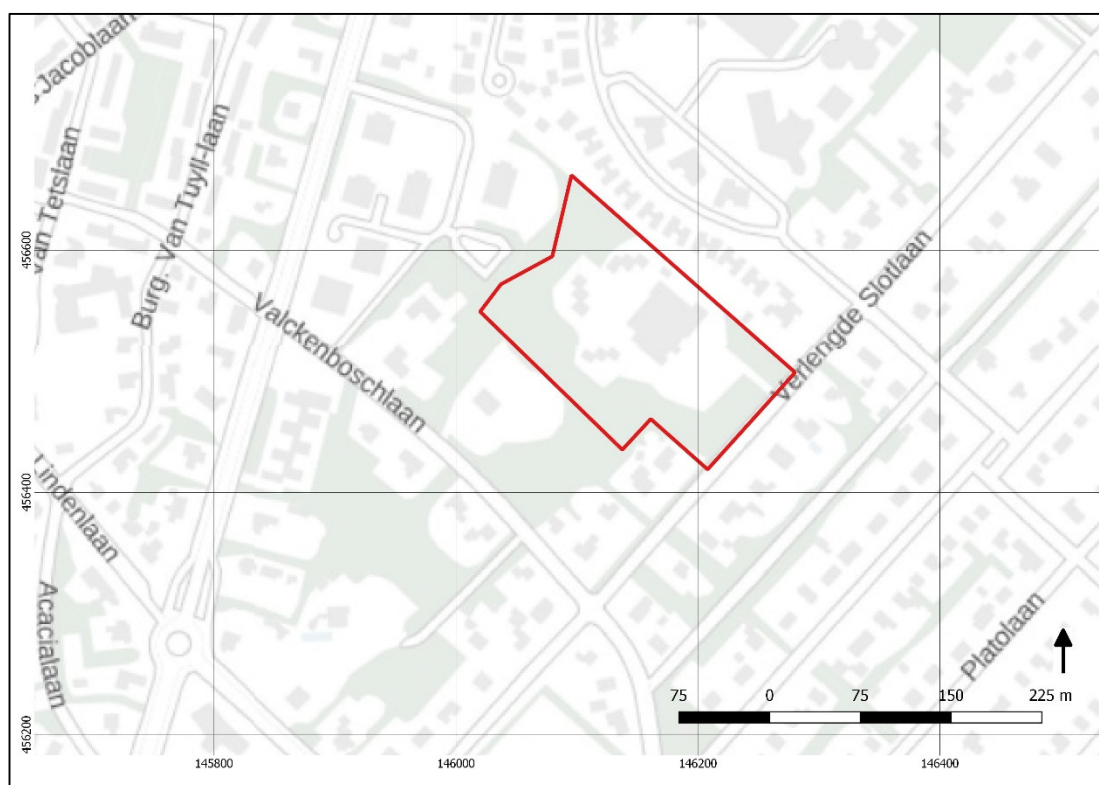 s Jacoblaan
van Tetslaan
Burg. Van Tuyll-laan
Valckenboschlaan
Verlengde Slotlaan
Lindenlaan
Acacialaan
Platolaan
456600
456400
456200
75 0 75 150 225 m
145800 146000 146200 146400